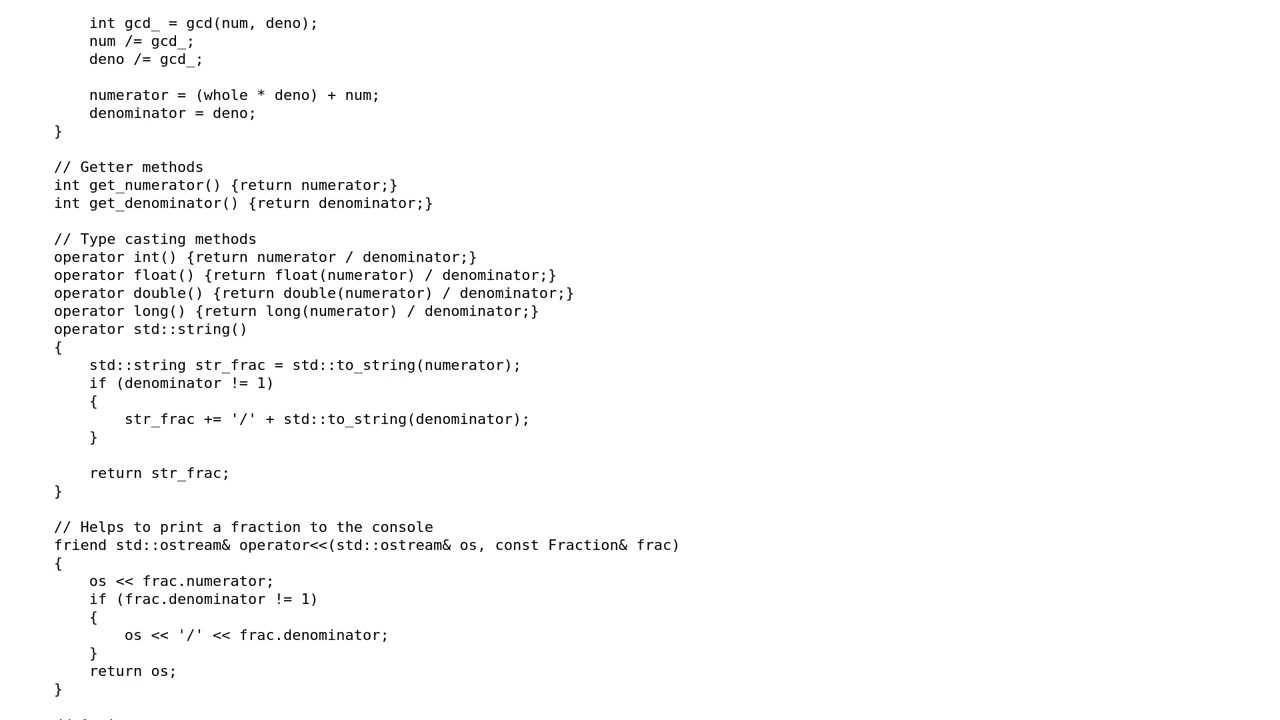 int gcd_ = gcd(num, deno);
num /= gcd_;
deno /= gcd_;
numerator = (whole * deno) + num;
denominator = deno;
}
// Getter methods
int get_numerator() {return numerator;}
int get_denominator() {return denominator;}
// Type casting methods
operator int() {return numerator / denominator;}
operator float() {return float(numerator) / denominator;}
operator double() {return double(numerator) / denominator;}
operator long() {return long(numerator) / denominator;}
operator std::string()
{
std::string str_frac = std::to_string(numerator);
if (denominator != 1)
{
str_frac += '/' + std::to_string(denominator);
}
return str_frac;
}
// Helps to print a fraction to the console
friend std::ostream& operator<<(std::ostream& os, const Fraction& frac)
{
os << frac.numerator;
if (frac.denominator != 1)
{
os << '/' << frac.denominator;
}
return os;
}